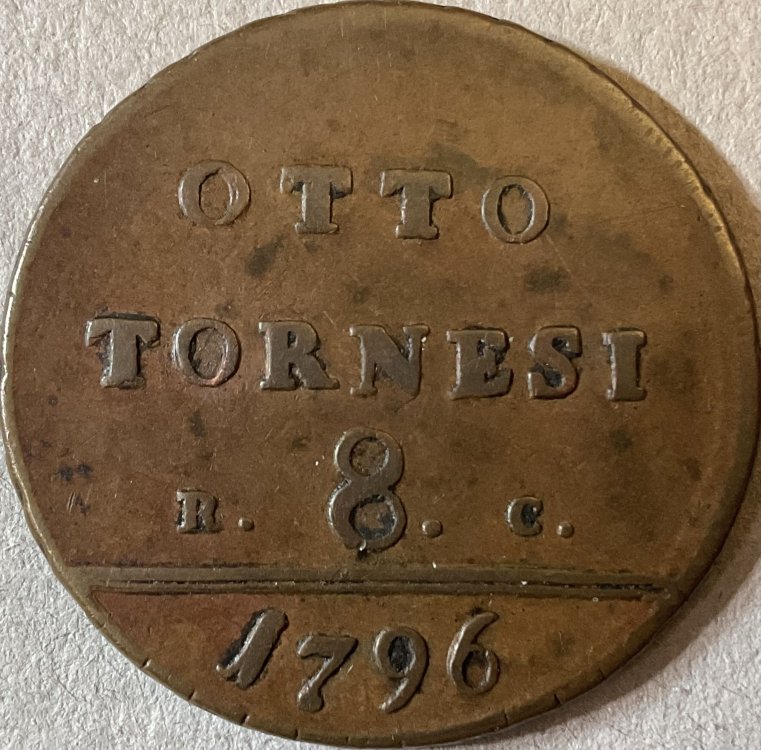 OTTO
TORNESI
R. 8. C.
1796